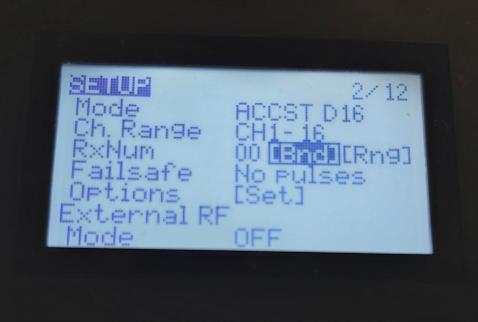 SETUP 2/12
Mode ACCST D16
Ch. Range CH1-16
RxNum 00 [Bnd] [Rng]
Failsafe No pulses
Options [Set]
External RF
Mode OFF